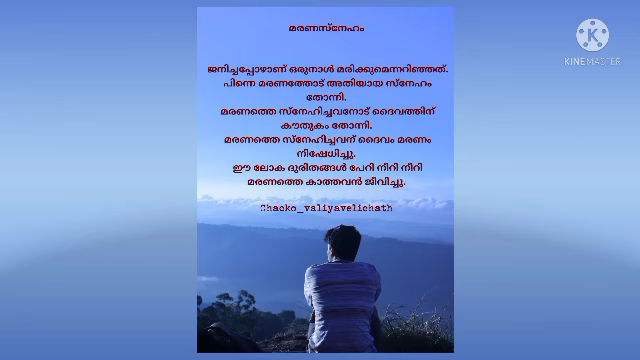 മരണസ്നേഹം
ജനിച്ചപ്പോഴാണ് ഒരുനാൾ മരിക്കുമെന്നറിഞ്ഞത്.
പിന്നെ മരണത്തോട് അതിയായ സ്നേഹം
തോന്നി.
മരണത്തെ സ്നേഹിച്ചവനോട് ദൈവത്തിന്
കൗതുകം തോന്നി.
മരണത്തെ സ്നേഹിച്ചവന് ദൈവം മരണം
നിഷേധിച്ചു.
ഈ ലോക ദുരിതങ്ങൾ പേറി നീറി നീറി
മരണത്തെ കാത്തവൻ ജീവിച്ചു.
Chacko_valiyavelichath
KINEMASTER